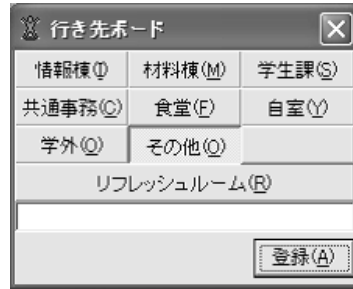 行き先ボード
情報棟(I) 材料棟(M) 学生課(S)
共通事務(C) 食堂(F) 自室(Y)
学外(O) その他(O)
リフレッシュルーム(R)
登録(A)